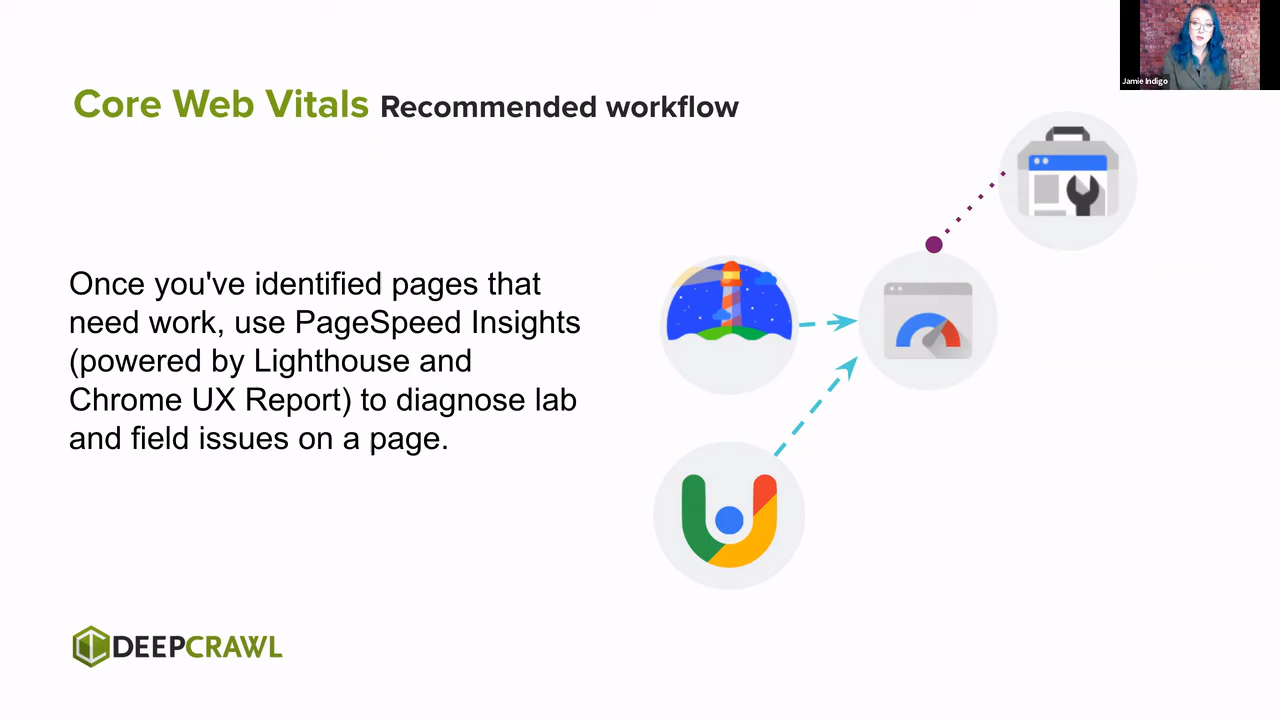 Jamie Indigo
Core Web Vitals Recommended workflow
Once you've identified pages that
need work, use PageSpeed Insights
(powered by Lighthouse and
Chrome UX Report) to diagnose lab
and field issues on a page.
DEEPCRAWL